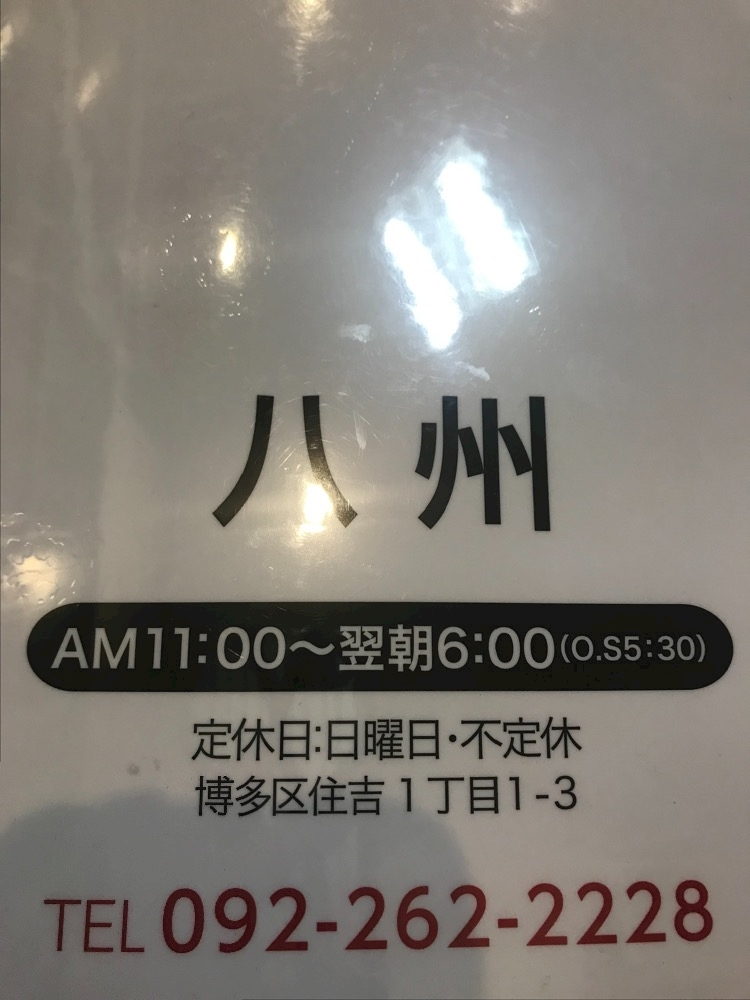 八州
AM11:00〜翌朝6:00(O.S5:30)
定休日:日曜日・不定休
博多区住吉1丁目1-3
TEL 092-262-2228